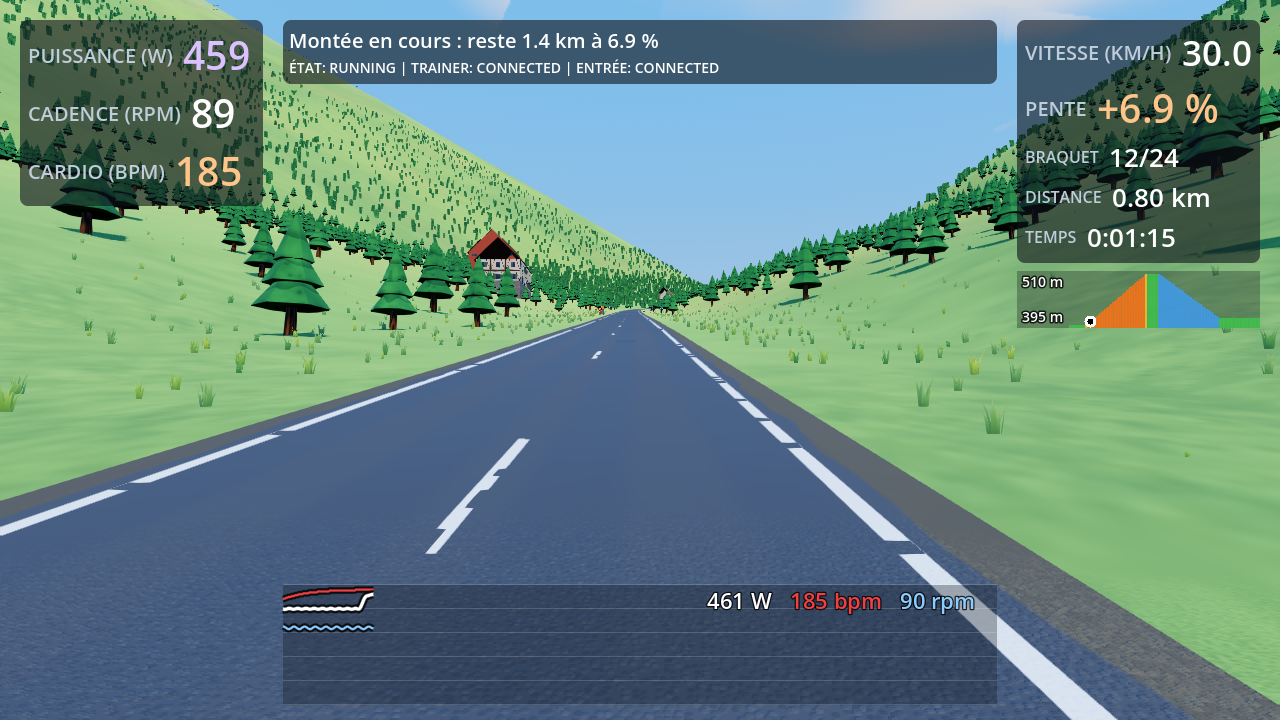 PUISSANCE (W) 459
CADENCE (RPM) 89
CARDIO (BPM) 185
Montée en cours : reste 1.4 km à 6.9 %
ÉTAT: RUNNING | TRAINER: CONNECTED | ENTRÉE: CONNECTED
VITESSE (KM/H) 30.0
PENTE +6.9 %
BRAQUET 12/24
DISTANCE 0.80 km
TEMPS 0:01:15
510 m
395 m
461 W 185 bpm 90 rpm